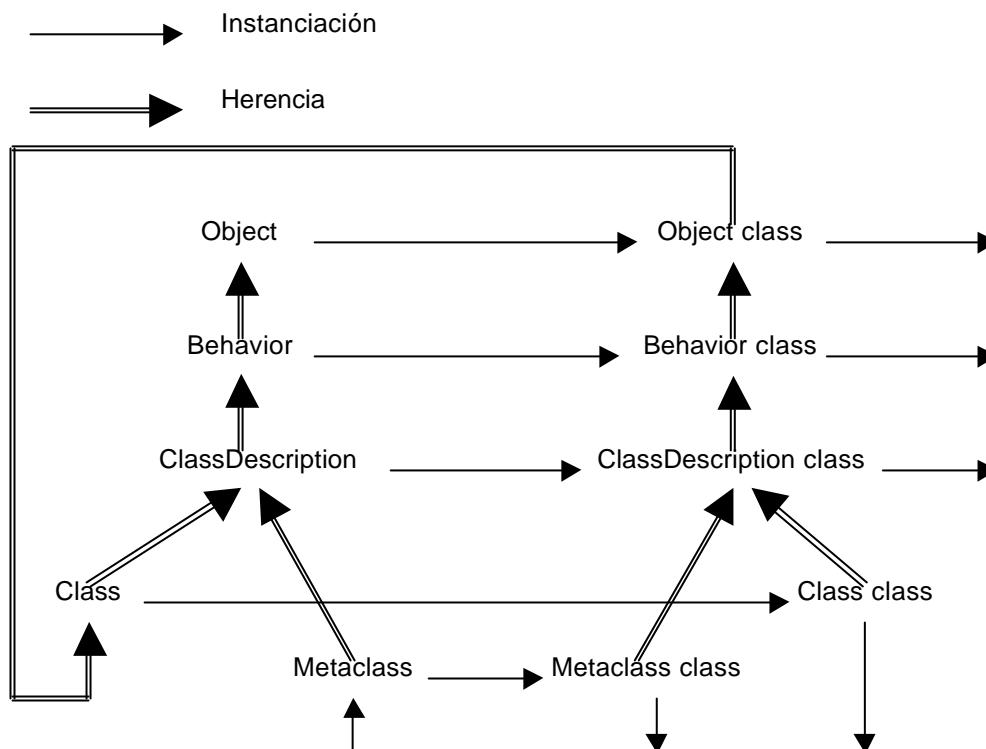 Instanciación
Herencia
Object
Object class
Behavior
Behavior class
ClassDescription
ClassDescription class
Class
Class class
Metaclass
Metaclass class